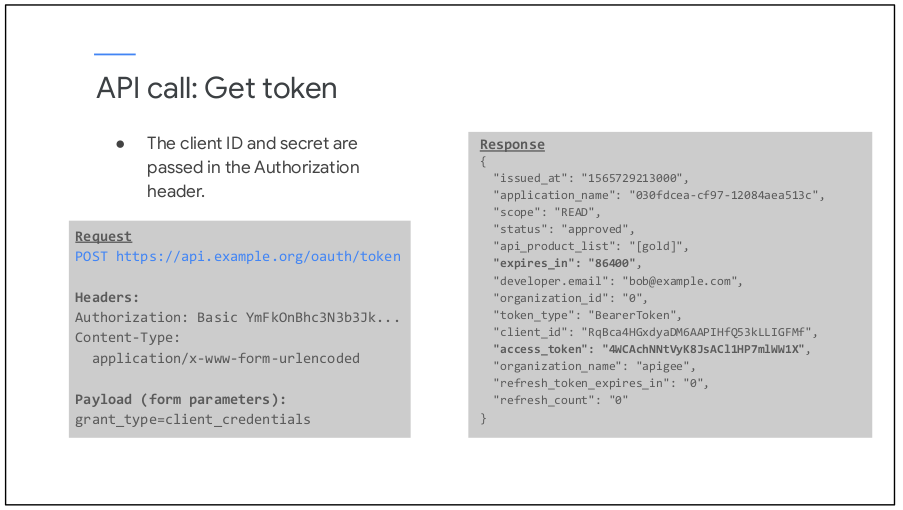 API call: Get token
● The client ID and secret are
passed in the Authorization
header.
Request
POST https://api.example.org/oauth/token
Headers:
Authorization: Basic YmFkOnBhc3N3b3Jk...
Content-Type:
application/x-www-form-urlencoded
Payload (form parameters):
grant_type=client_credentials
Response
{
"issued_at": "1565729213000",
"application_name": "030fdcea-cf97-12084aea513c",
"scope": "READ",
"status": "approved",
"api_product_list": "[gold]",
"expires_in": "86400",
"developer.email": "bob@example.com",
"organization_id": "0",
"token_type": "BearerToken",
"client_id": "RqBca4HGxdyaDM6AAPIHfQ53kLLIGFMf",
"access_token": "4WCAchNNtVyK8JsACl1HP7mlWW1X",
"organization_name": "apigee",
"refresh_token_expires_in": "0",
"refresh_count": "0"
}